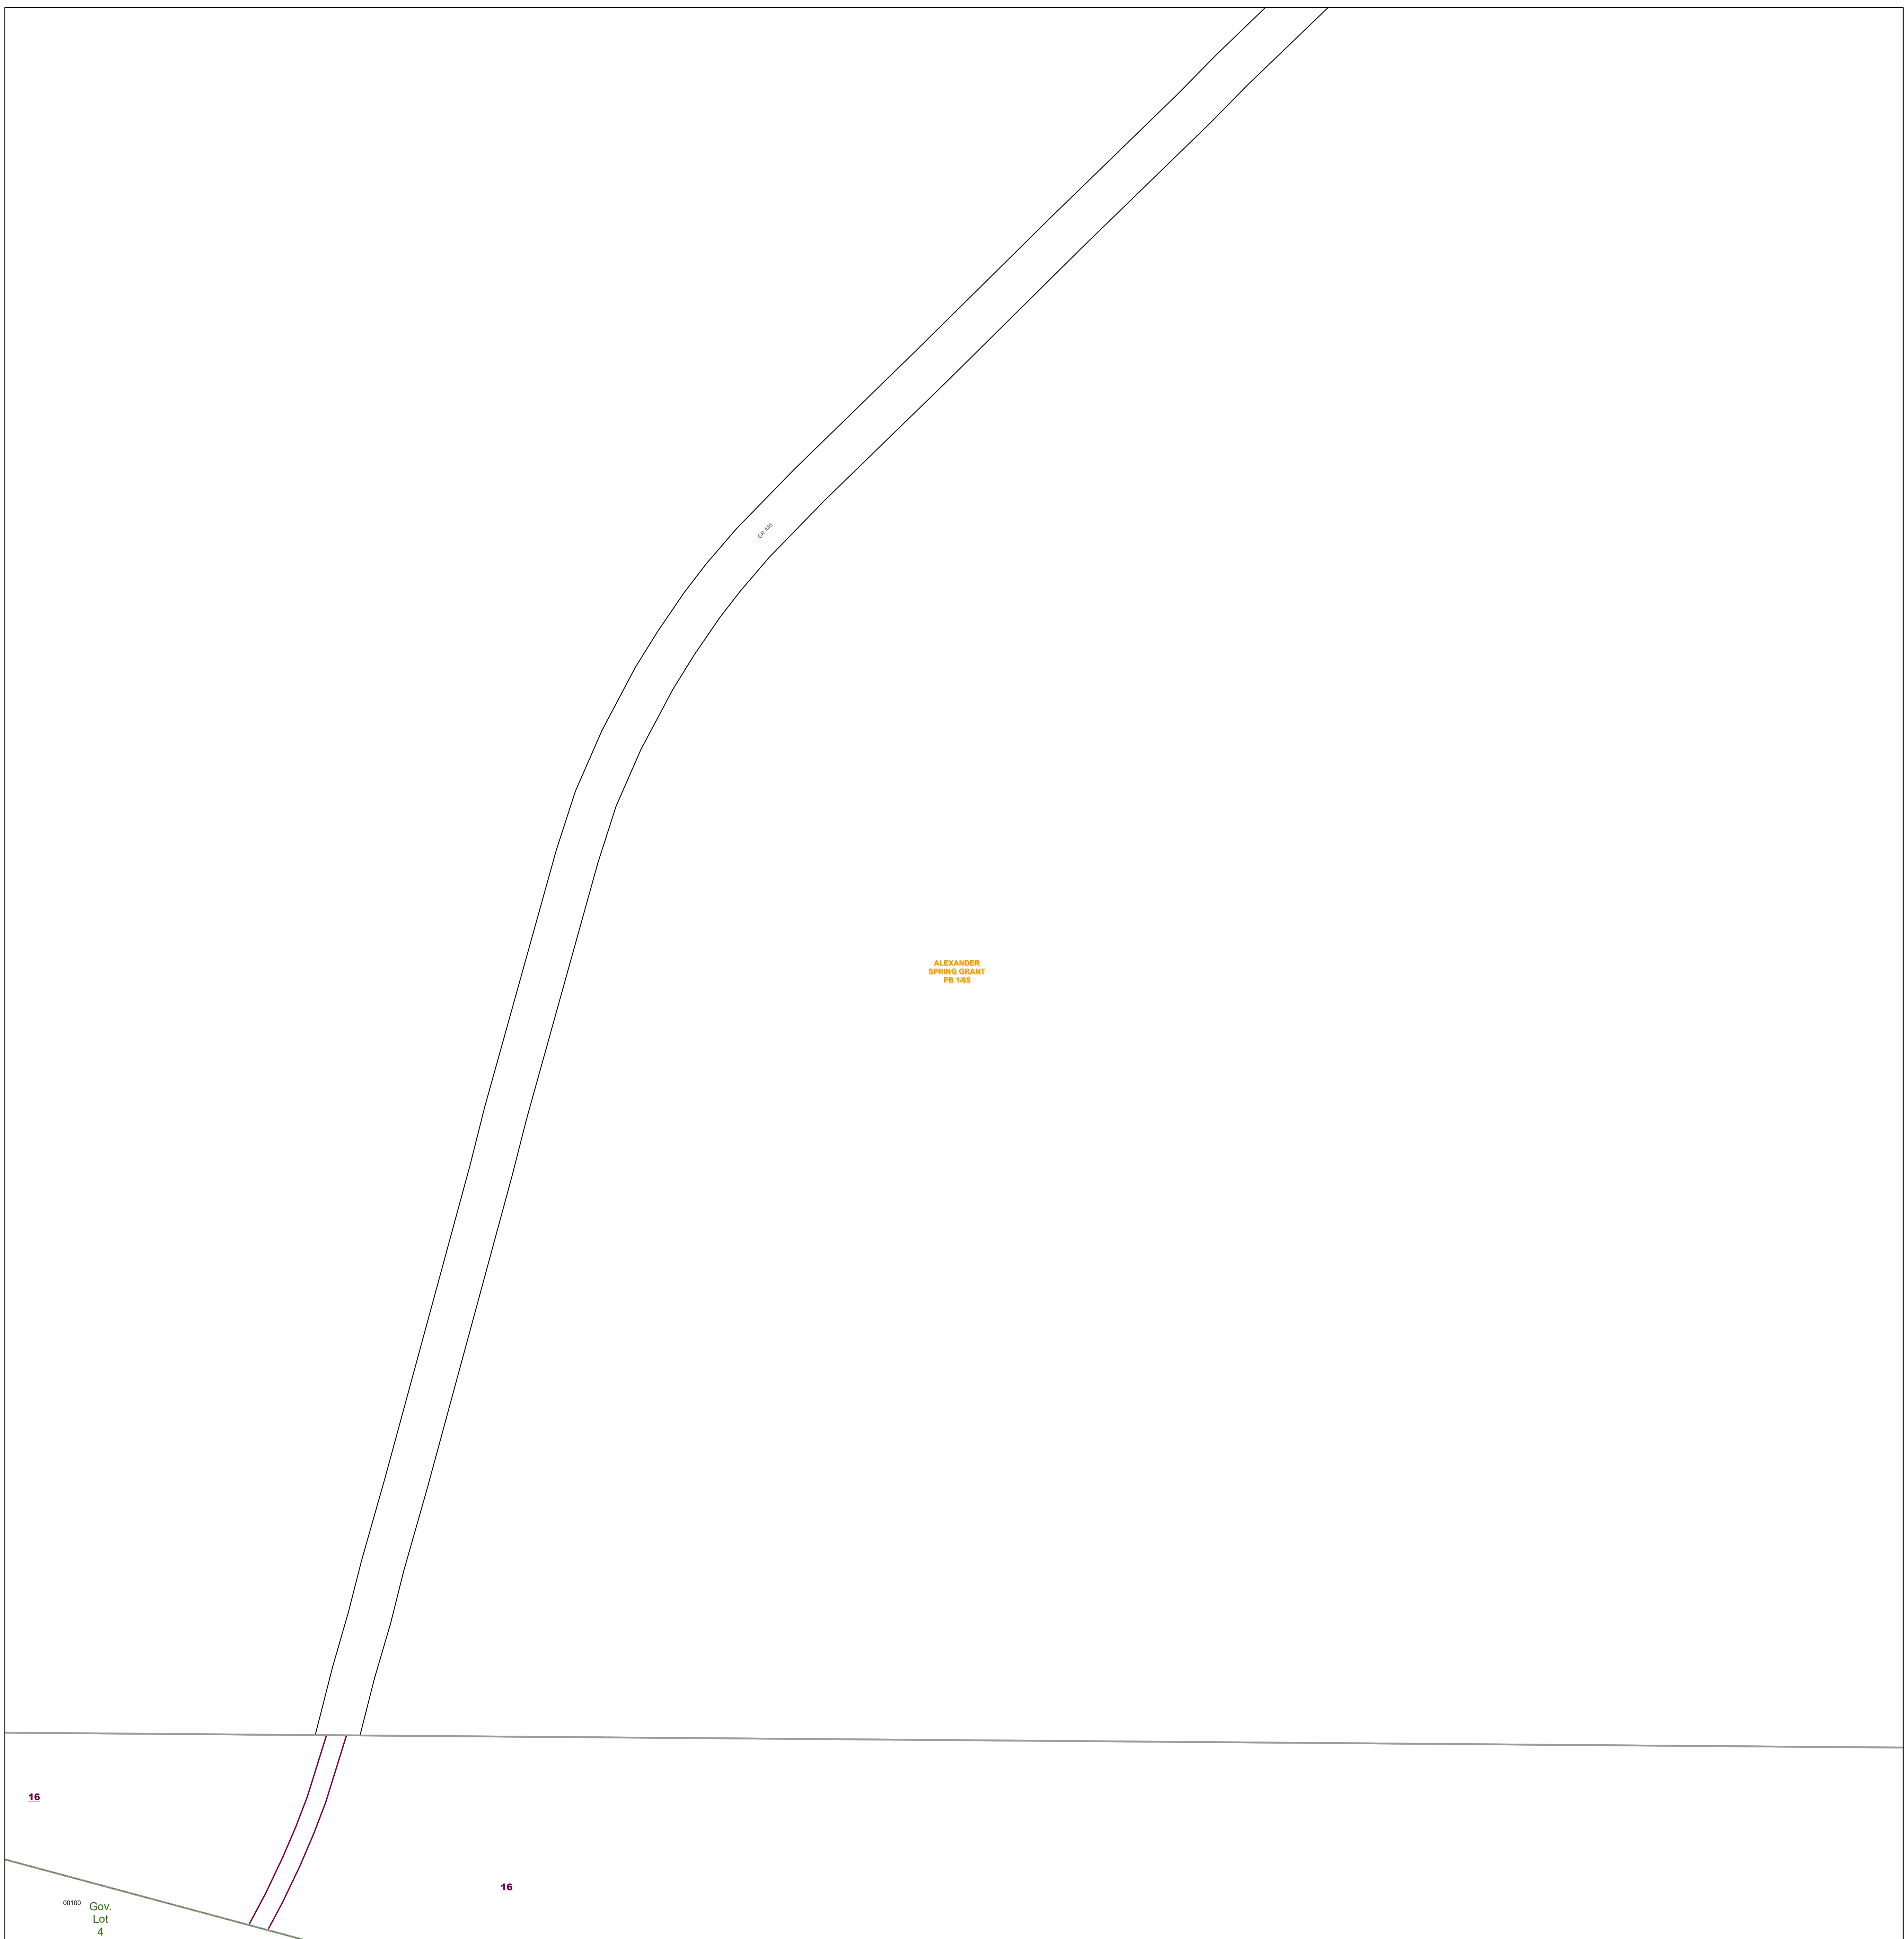 CR 445
ALEXANDER
SPRING GRANT
PB 1/65
16
16
00100
Gov.
Lot
4